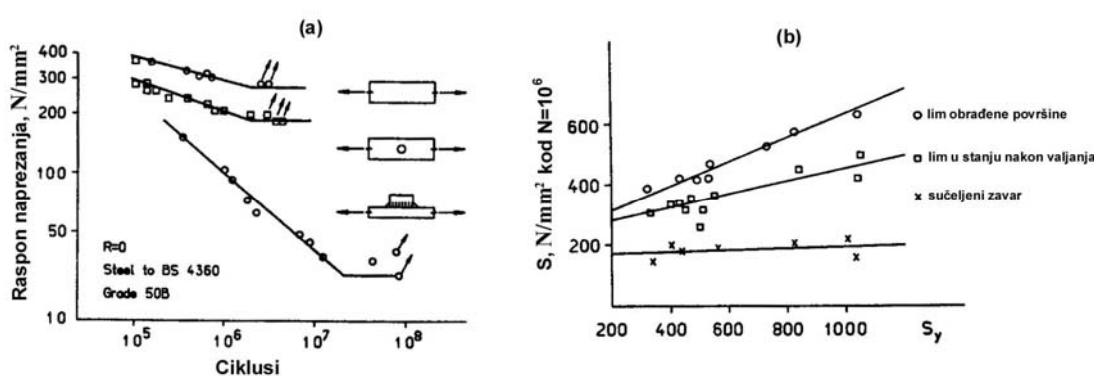 (a)
Raspon naprezanja, N/mm²
400
300
200
100
50
10
R=0
Steel to BS 4360
Grade 50B
10⁵
10⁶
10⁷
10⁸
Ciklusi
(b)
S, N/mm² kod N=10⁶
600
400
200
200
400
600
800
1000
Sy
lim obrađene površine
lim u stanju nakon valjanja
sučeljeni zavar